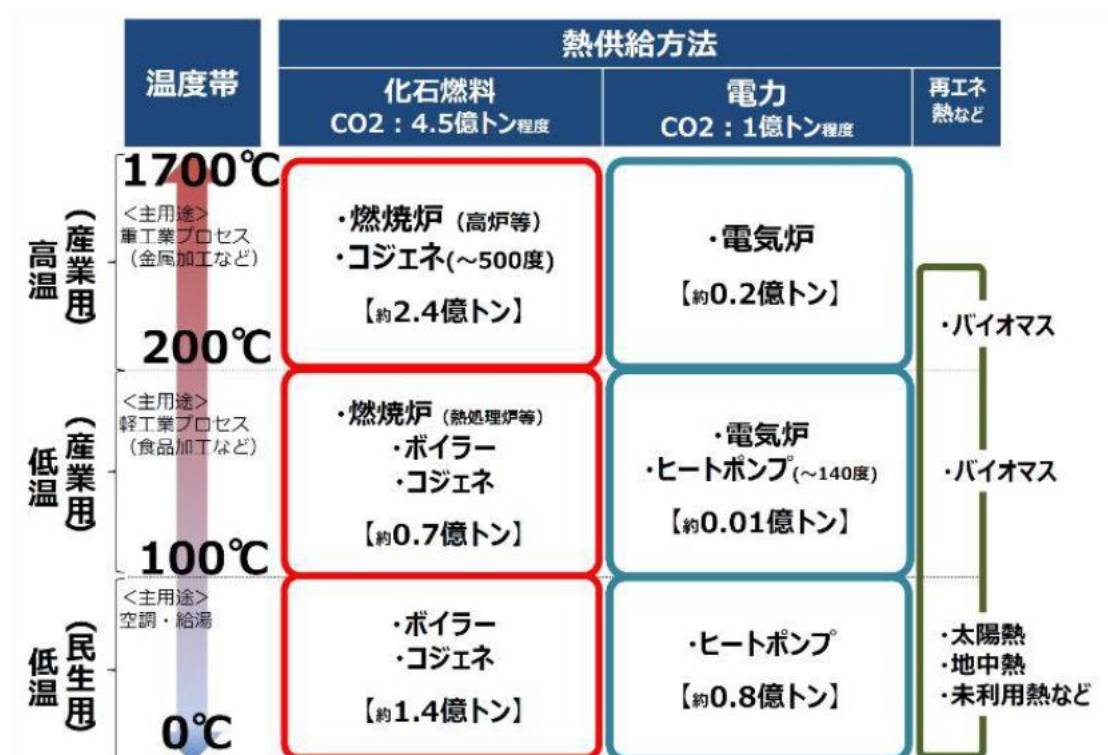 温度帯
熱供給方法
化石燃料
CO2：4.5億トン程度
電力
CO2：1億トン程度
再エネ
熱など
高温
（産業用）
1700℃
＜主用途＞
重工業プロセス
（金属加工など）
200℃
・燃焼炉（高炉等）
・コジェネ(～500度)
【約2.4億トン】
・電気炉
【約0.2億トン】
・バイオマス
低温
（産業用）
＜主用途＞
軽工業プロセス
（食品加工など）
100℃
・燃焼炉（熱処理炉等）
・ボイラー
・コジェネ
【約0.7億トン】
・電気炉
・ヒートポンプ(～140度)
【約0.01億トン】
・バイオマス
低温
（民生用）
＜主用途＞
空調・給湯
0℃
・ボイラー
・コジェネ
【約1.4億トン】
・ヒートポンプ
【約0.8億トン】
・太陽熱
・地中熱
・未利用熱など